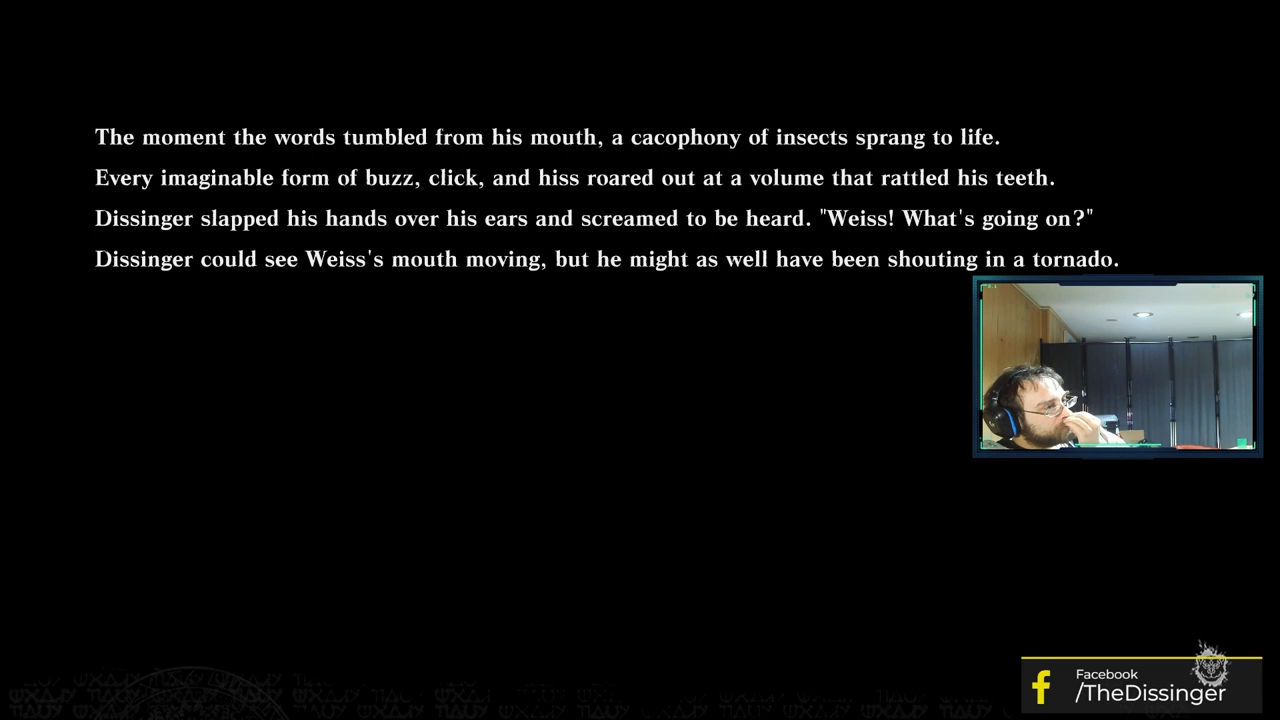 The moment the words tumbled from his mouth, a cacophony of insects sprang to life.
Every imaginable form of buzz, click, and hiss roared out at a volume that rattled his teeth.
Dissinger slapped his hands over his ears and screamed to be heard. "Weiss! What's going on?"
Dissinger could see Weiss's mouth moving, but he might as well have been shouting in a tornado.
Facebook
/TheDissinger